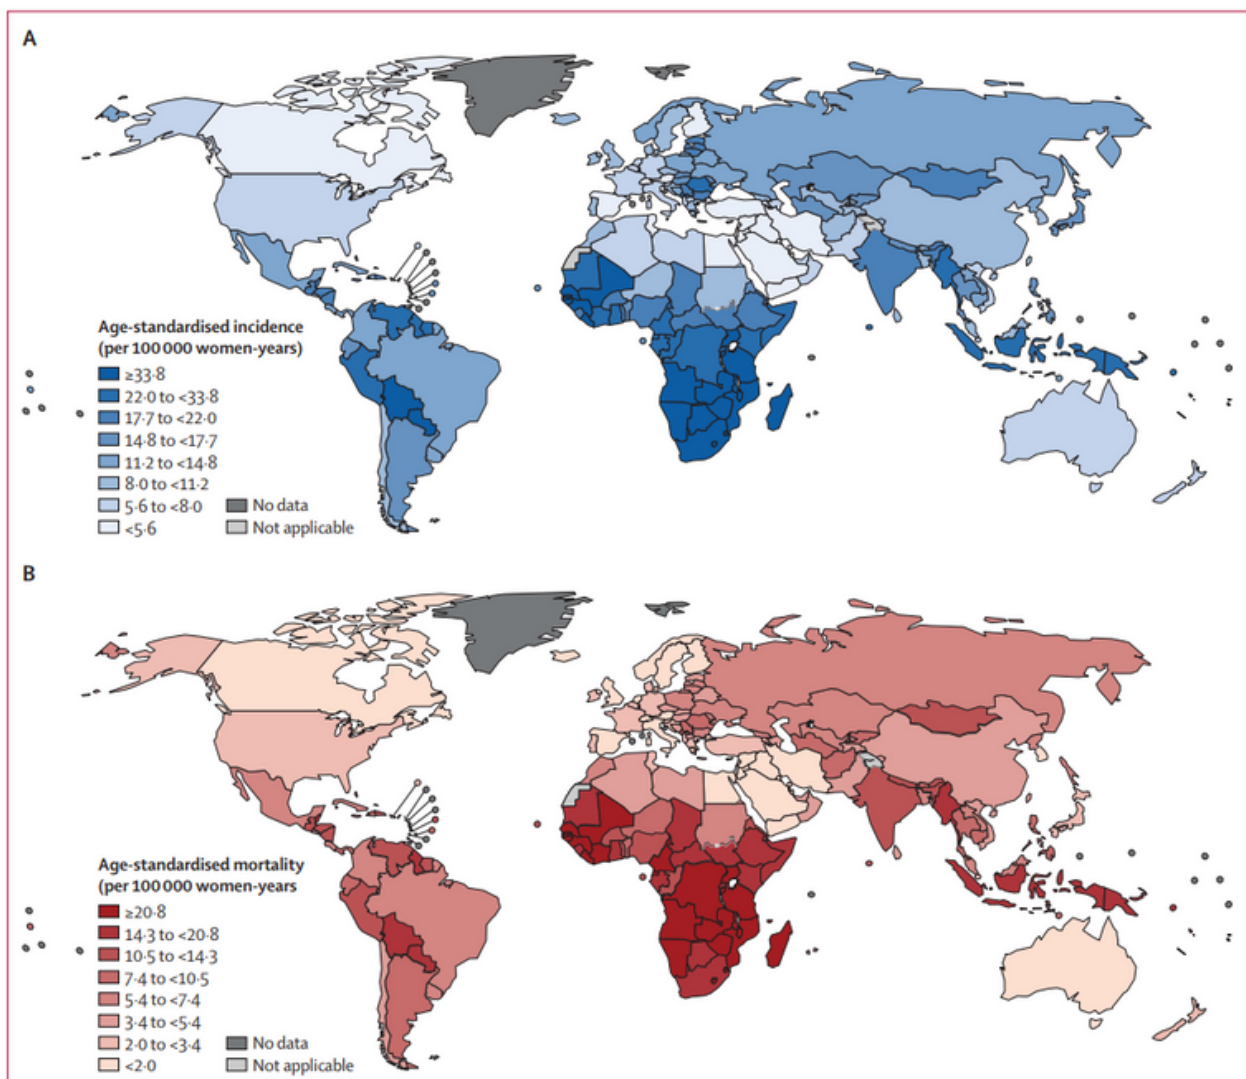 A
Age-standardised incidence
(per 100 000 women-years)
≥33·8
22·0 to <33·8
17·7 to <22·0
14·8 to <17·7
11·2 to <14·8
8·0 to <11·2
5·6 to <8·0
<5·6
No data
Not applicable
B
Age-standardised mortality
(per 100 000 women-years
≥20·8
14·3 to <20·8
10·5 to <14·3
7·4 to <10·5
5·4 to <7·4
3·4 to <5·4
2·0 to <3·4
<2·0
No data
Not applicable